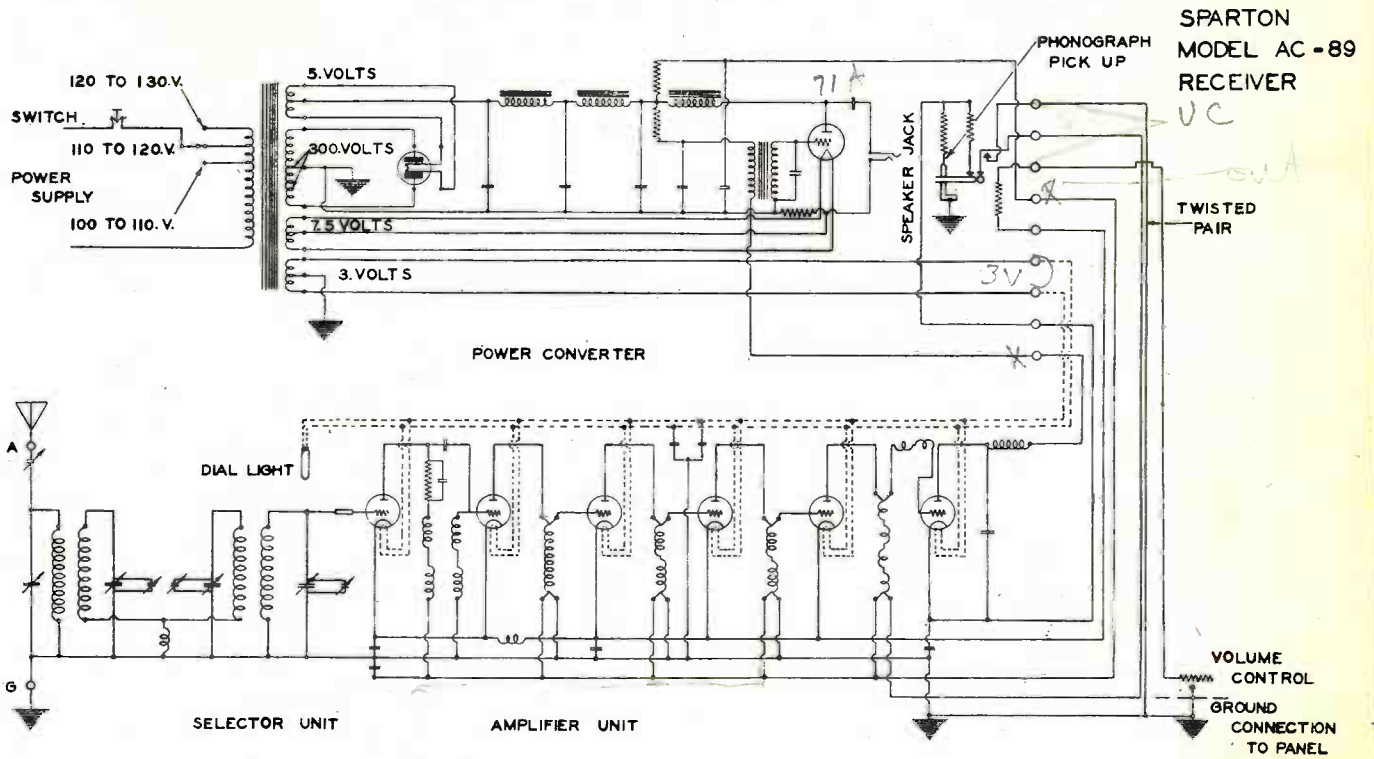 SPARTON
MODEL AC-89
RECEIVER
PHONOGRAPH
PICK UP
71A
UC
out
120 TO 130.V.
5.VOLTS
SWITCH
110 TO 120.V.
300.VOLTS
POWER
SUPPLY
SPEAKER JACK
X
TWISTED
PAIR
100 TO 110.V.
7.5 VOLTS
3.VOLTS
3V
POWER CONVERTER
X
A
DIAL LIGHT
VOLUME
CONTROL
G
GROUND
CONNECTION
TO PANEL
SELECTOR UNIT
AMPLIFIER UNIT